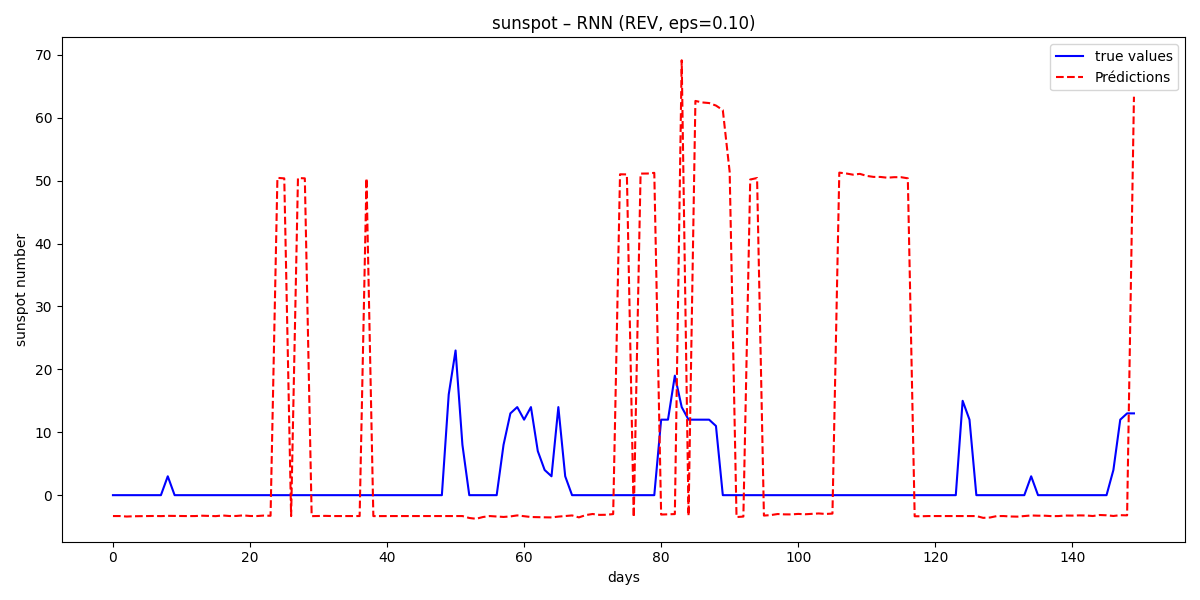 sunspot – RNN (REV, eps=0.10)
true values
Prédictions
sunspot number
70
60
50
40
30
20
10
0
0 20 40 60 80 100 120 140
days